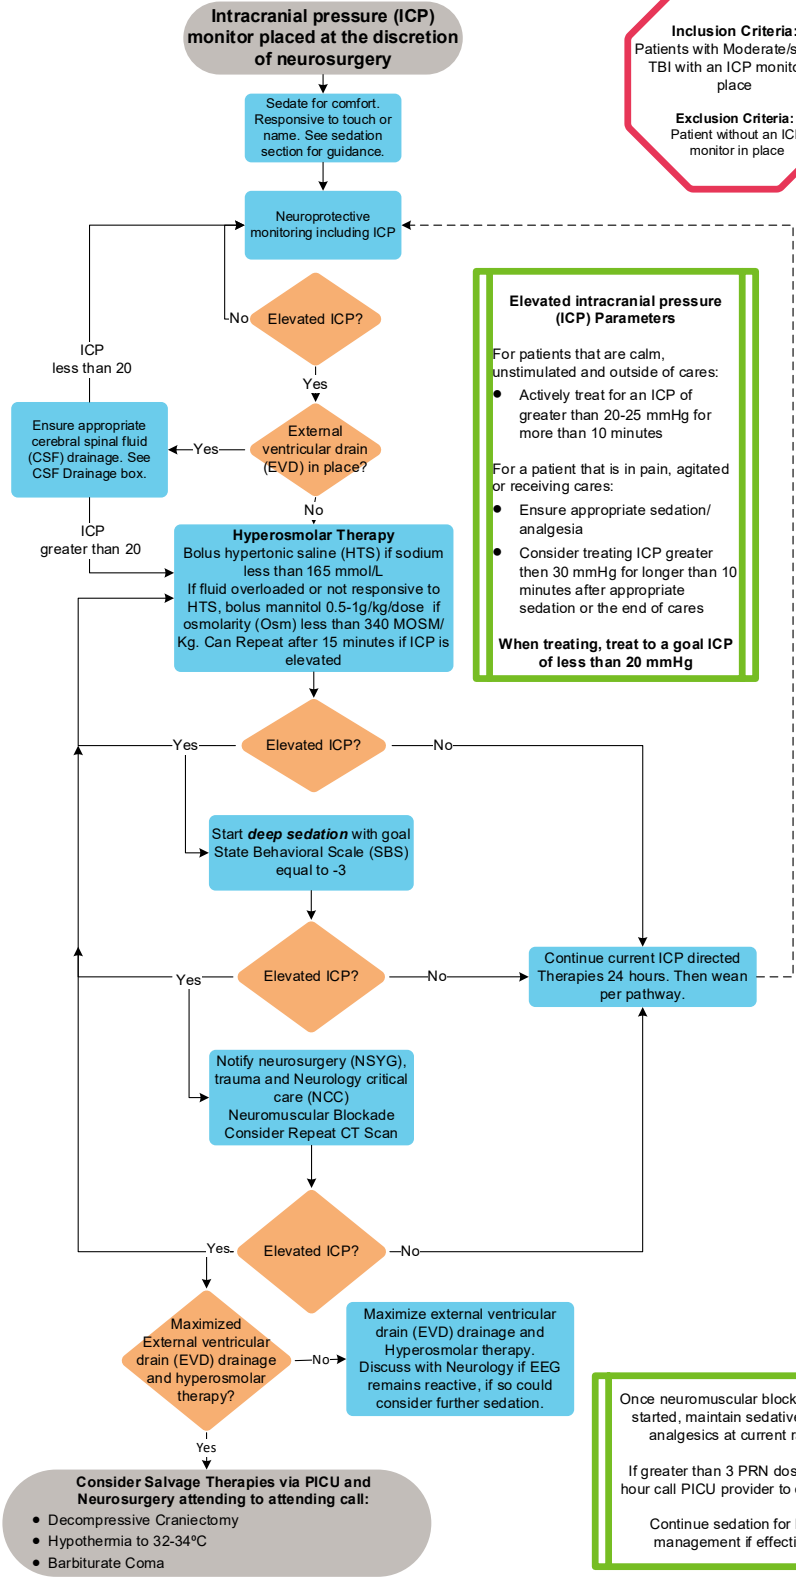 Intracranial pressure (ICP)
monitor placed at the discretion
of neurosurgery
Inclusion Criteria:
Patients with Moderate/s
TBI with an ICP monito
place
Exclusion Criteria:
Patient without an IC
monitor in place
Sedate for comfort.
Responsive to touch or
name. See sedation
section for guidance.
Neuroprotective
monitoring including ICP
No
Elevated ICP?
Yes
ICP
less than 20
Ensure appropriate
cerebral spinal fluid
(CSF) drainage. See
CSF Drainage box.
Yes
External
ventricular drain
(EVD) in place?
No
ICP
greater than 20
Elevated intracranial pressure
(ICP) Parameters
For patients that are calm,
unstimulated and outside of cares:
● Actively treat for an ICP of
greater than 20-25 mmHg for
more than 10 minutes
For a patient that is in pain, agitated
or receiving cares:
● Ensure appropriate sedation/
analgesia
● Consider treating ICP greater
then 30 mmHg for longer than 10
minutes after appropriate
sedation or the end of cares
When treating, treat to a goal ICP
of less than 20 mmHg
Hyperosmolar Therapy
Bolus hypertonic saline (HTS) if sodium
less than 165 mmol/L
If fluid overloaded or not responsive to
HTS, bolus mannitol 0.5-1g/kg/dose if
osmolarity (Osm) less than 340 MOSM/
Kg. Can Repeat after 15 minutes if ICP is
elevated
Yes
Elevated ICP?
No
Start deep sedation with goal
State Behavioral Scale (SBS)
equal to -3
Yes
Elevated ICP?
No
Continue current ICP directed
Therapies 24 hours. Then wean
per pathway.
Notify neurosurgery (NSYG),
trauma and Neurology critical
care (NCC)
Neuromuscular Blockade
Consider Repeat CT Scan
Yes
Elevated ICP?
No
Maximized
External ventricular
drain (EVD) drainage
and hyperosmolar
therapy?
No
Maximize external ventricular
drain (EVD) drainage and
Hyperosmolar therapy.
Discuss with Neurology if EEG
remains reactive, if so could
consider further sedation.
Yes
Consider Salvage Therapies via PICU and
Neurosurgery attending to attending call:
● Decompressive Craniectomy
● Hypothermia to 32-34ºC
● Barbiturate Coma
Once neuromuscular block
started, maintain sedative
analgesics at current r
If greater than 3 PRN dos
hour call PICU provider to
Continue sedation for
management if effecti